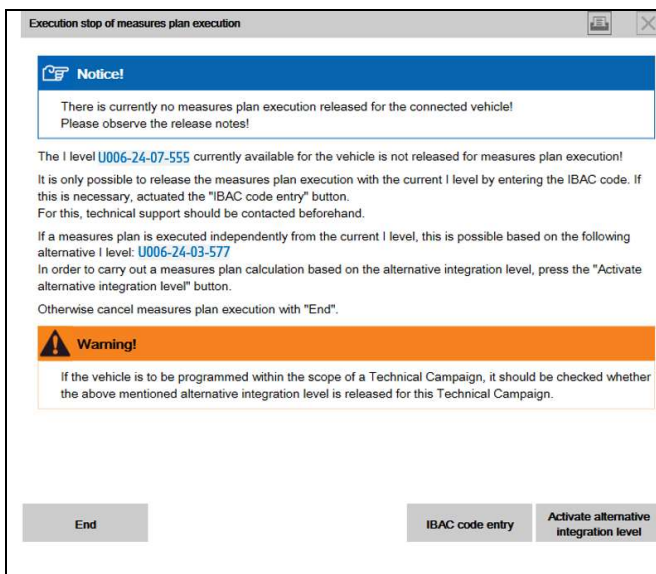 Execution stop of measures plan execution
Notice!
There is currently no measures plan execution released for the connected vehicle!
Please observe the release notes!
The I level U006-24-07-555 currently available for the vehicle is not released for measures plan execution!
It is only possible to release the measures plan execution with the current I level by entering the IBAC code. If
this is necessary, actuated the "IBAC code entry" button.
For this, technical support should be contacted beforehand.
If a measures plan is executed independently from the current I level, this is possible based on the following
alternative I level: U006-24-03-577
In order to carry out a measures plan calculation based on the alternative integration level, press the "Activate
alternative integration level" button.
Otherwise cancel measures plan execution with "End".
Warning!
If the vehicle is to be programmed within the scope of a Technical Campaign, it should be checked whether
the above mentioned alternative integration level is released for this Technical Campaign.
End
IBAC code entry
Activate alternative
integration level